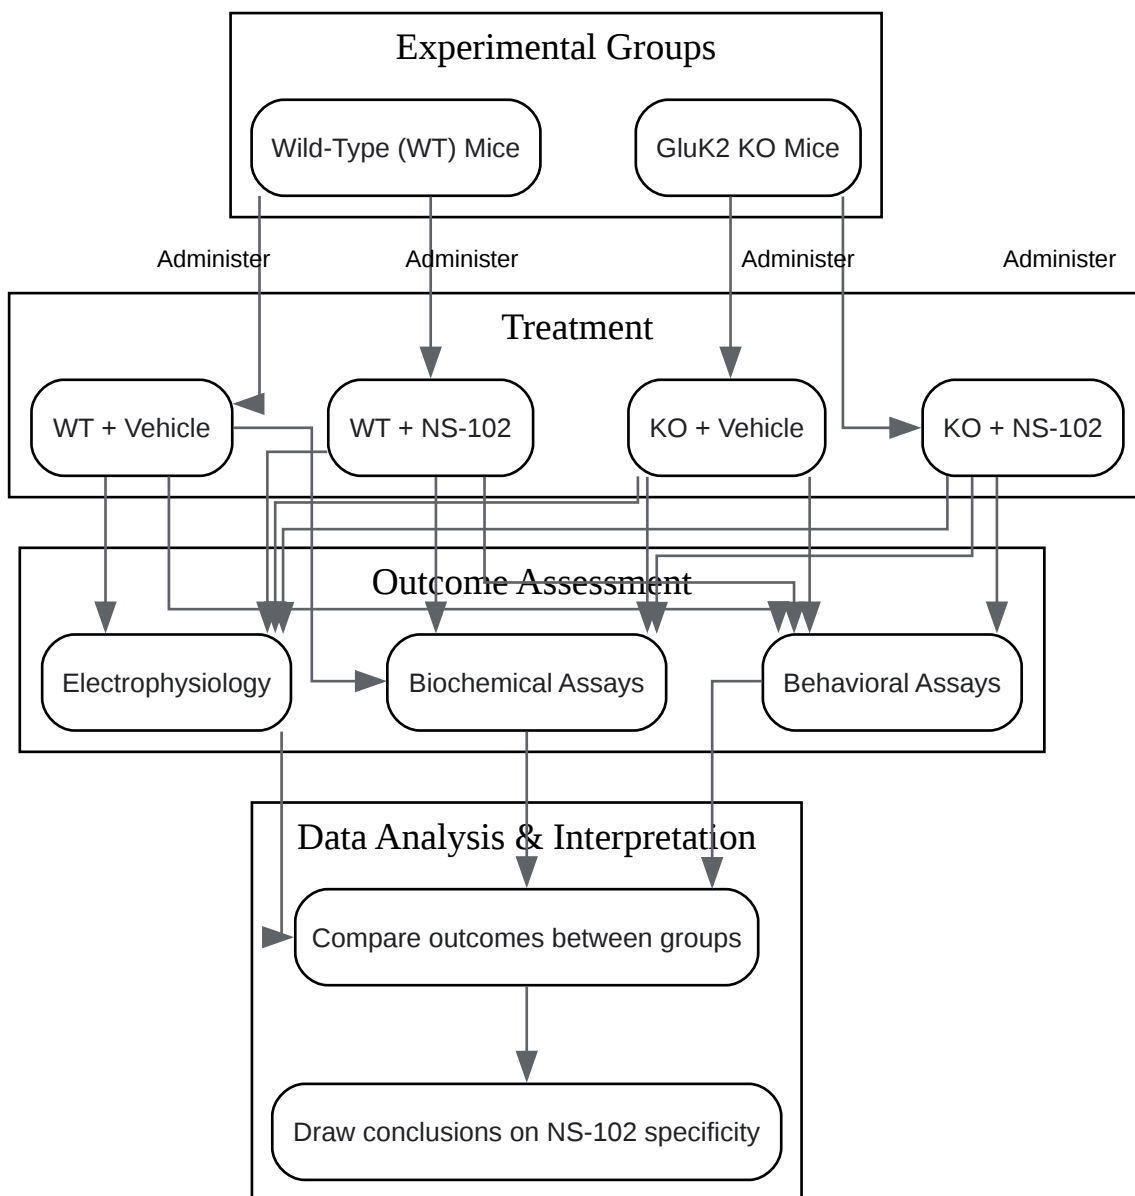 Experimental Groups
Wild-Type (WT) Mice
GluK2 KO Mice
Administer
Administer
Administer
Administer
Treatment
WT + Vehicle
WT + NS-102
KO + Vehicle
KO + NS-102
Outcome Assessment
Electrophysiology
Biochemical Assays
Behavioral Assays
Data Analysis & Interpretation
Compare outcomes between groups
Draw conclusions on NS-102 specificity